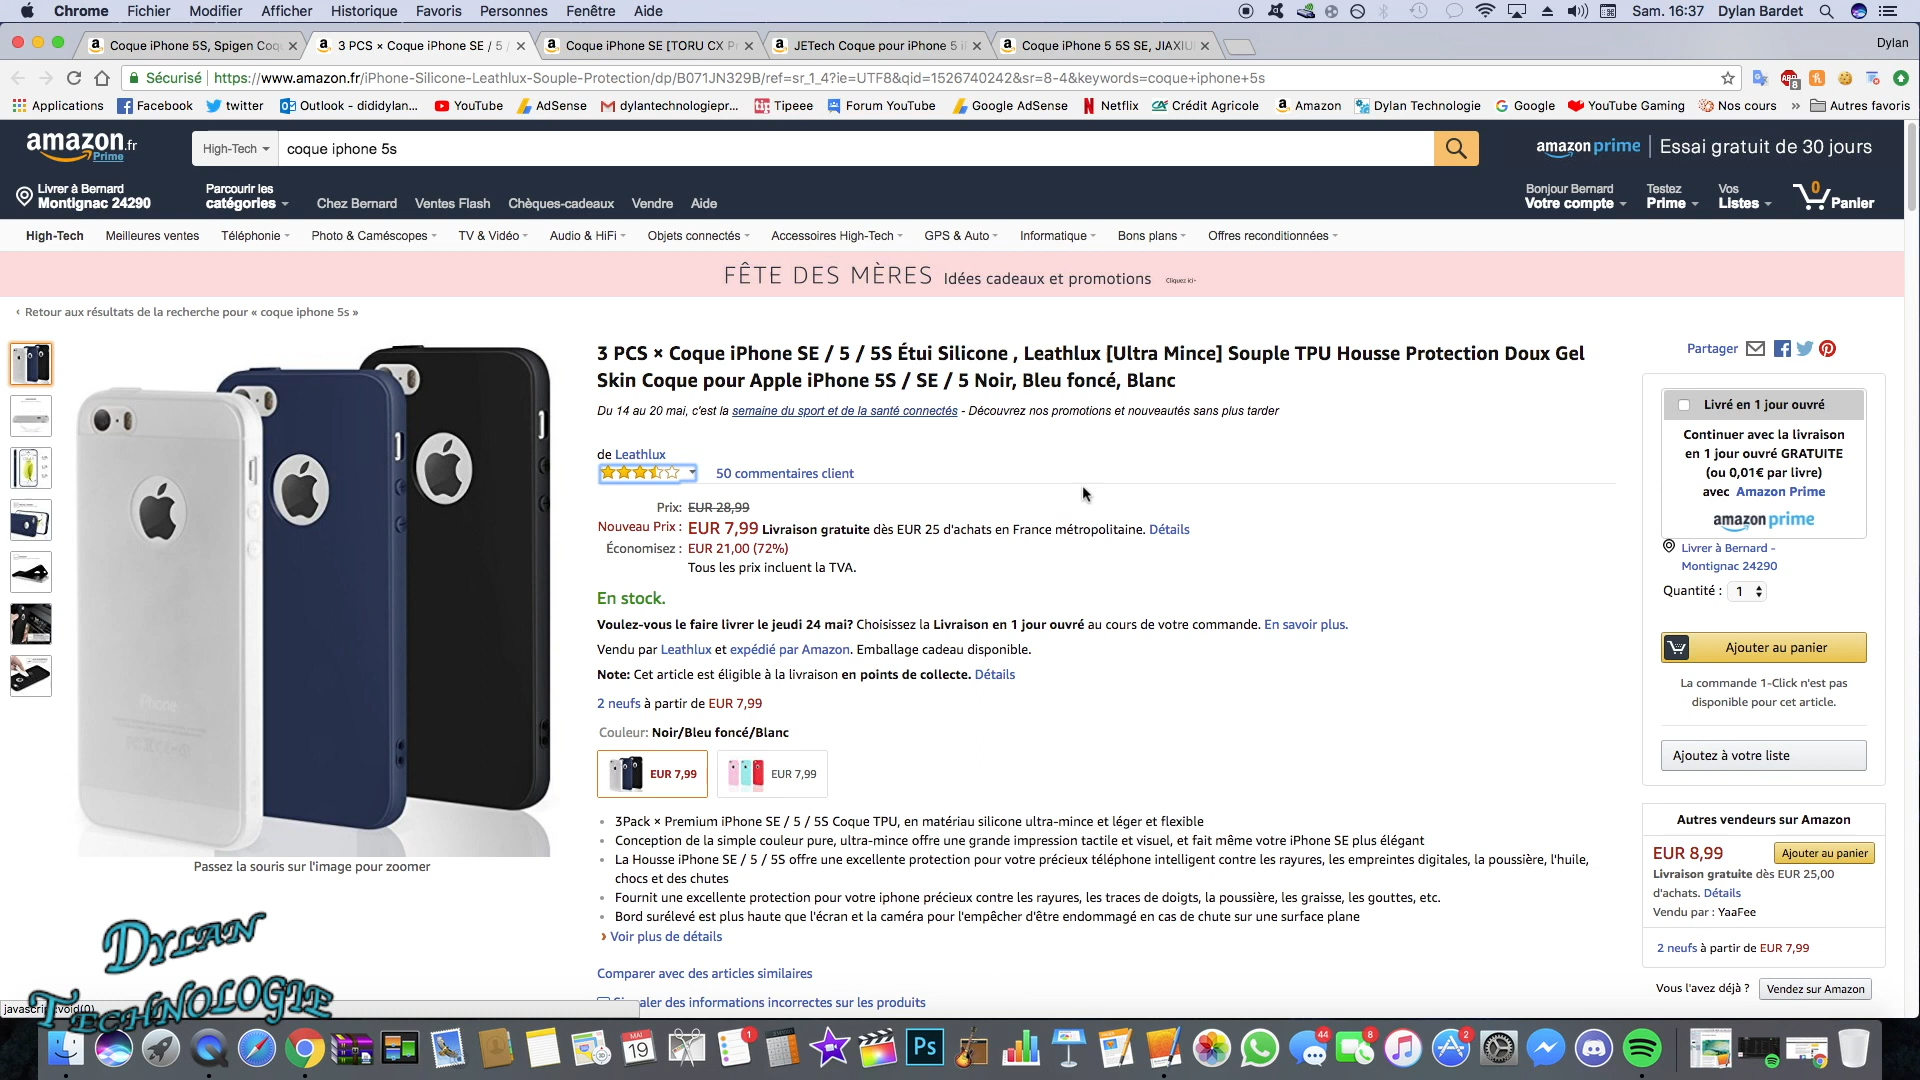 Chrome Fichier Modifier Afficher Historique Favoris Personnes Fenêtre Aide Sam. 16:37 Dylan Bardet
Coque iPhone 5S, Spigen Coq 3 PCS × Coque iPhone SE / 5 / Coque iPhone SE [TORU CX Pr JETech Coque pour iPhone 5 i Coque iPhone 5 5S SE, JIAXIU Dylan
Sécurisé https://www.amazon.fr/iPhone-Silicone-Leathlux-Souple-Protection/dp/B071JN329B/ref=sr_1_4?ie=UTF8&qid=1526740242&sr=8-4&keywords=coque+iphone+5s
Applications Facebook twitter Outlook - dididylan... YouTube AdSense dylantechnologiepr... Tipeee Forum YouTube Google AdSense Netflix Crédit Agricole Amazon Dylan Technologie Google YouTube Gaming Nos cours » Autres favoris
amazon.fr Prime High-Tech coque iphone 5s amazon prime Essai gratuit de 30 jours
Livrer à Bernard Parcourir les Bonjour Bernard Testez Vos 0
Montignac 24290 catégories Chez Bernard Ventes Flash Chèques-cadeaux Vendre Aide Votre compte Prime Listes Panier
High-Tech Meilleures ventes Téléphonie Photo & Caméscopes TV & Vidéo Audio & HiFi Objets connectés Accessoires High-Tech GPS & Auto Informatique Bons plans Offres reconditionnées
FÊTE DES MÈRES Idées cadeaux et promotions Cliquez ici›
‹ Retour aux résultats de la recherche pour « coque iphone 5s »
3 PCS × Coque iPhone SE / 5 / 5S Étui Silicone , Leathlux [Ultra Mince] Souple TPU Housse Protection Doux Gel
Skin Coque pour Apple iPhone 5S / SE / 5 Noir, Bleu foncé, Blanc
Du 14 au 20 mai, c'est la semaine du sport et de la santé connectés - Découvrez nos promotions et nouveautés sans plus tarder
de Leathlux
50 commentaires client
Prix: EUR 28,99
Nouveau Prix : EUR 7,99 Livraison gratuite dès EUR 25 d'achats en France métropolitaine. Détails
Économisez : EUR 21,00 (72%)
Tous les prix incluent la TVA.
En stock.
Voulez-vous le faire livrer le jeudi 24 mai? Choisissez la Livraison en 1 jour ouvré au cours de votre commande. En savoir plus.
Vendu par Leathlux et expédié par Amazon. Emballage cadeau disponible.
Note: Cet article est éligible à la livraison en points de collecte. Détails
2 neufs à partir de EUR 7,99
Couleur: Noir/Bleu foncé/Blanc
EUR 7,99 EUR 7,99
3Pack × Premium iPhone SE / 5 / 5S Coque TPU, en matériau silicone ultra-mince et léger et flexible
Conception de la simple couleur pure, ultra-mince offre une grande impression tactile et visuel, et fait même votre iPhone SE plus élégant
La Housse iPhone SE / 5 / 5S offre une excellente protection pour votre précieux téléphone intelligent contre les rayures, les empreintes digitales, la poussière, l'huile,
chocs et des chutes
Fournit une excellente protection pour votre iphone précieux contre les rayures, les traces de doigts, la poussière, les graisse, les gouttes, etc.
Bord surélevé est plus haute que l'écran et la caméra pour l'empêcher d'être endommagé en cas de chute sur une surface plane
› Voir plus de détails
Comparer avec des articles similaires
aler des informations incorrectes sur les produits
iPhone
Passez la souris sur l'image pour zoomer
Partager
Livré en 1 jour ouvré
Continuer avec la livraison
en 1 jour ouvré GRATUITE
(ou 0,01€ par livre)
avec Amazon Prime
amazon prime
Livrer à Bernard -
Montignac 24290
Quantité : 1
Ajouter au panier
La commande 1-Click n'est pas
disponible pour cet article.
Ajoutez à votre liste
Autres vendeurs sur Amazon
EUR 8,99 Ajouter au panier
Livraison gratuite dès EUR 25,00
d'achats. Détails
Vendu par : YaaFee
2 neufs à partir de EUR 7,99
Vous l'avez déjà ? Vendez sur Amazon
DYLAN
TECHNOLOGIE
MAI
19
1
Ps
44
8
2